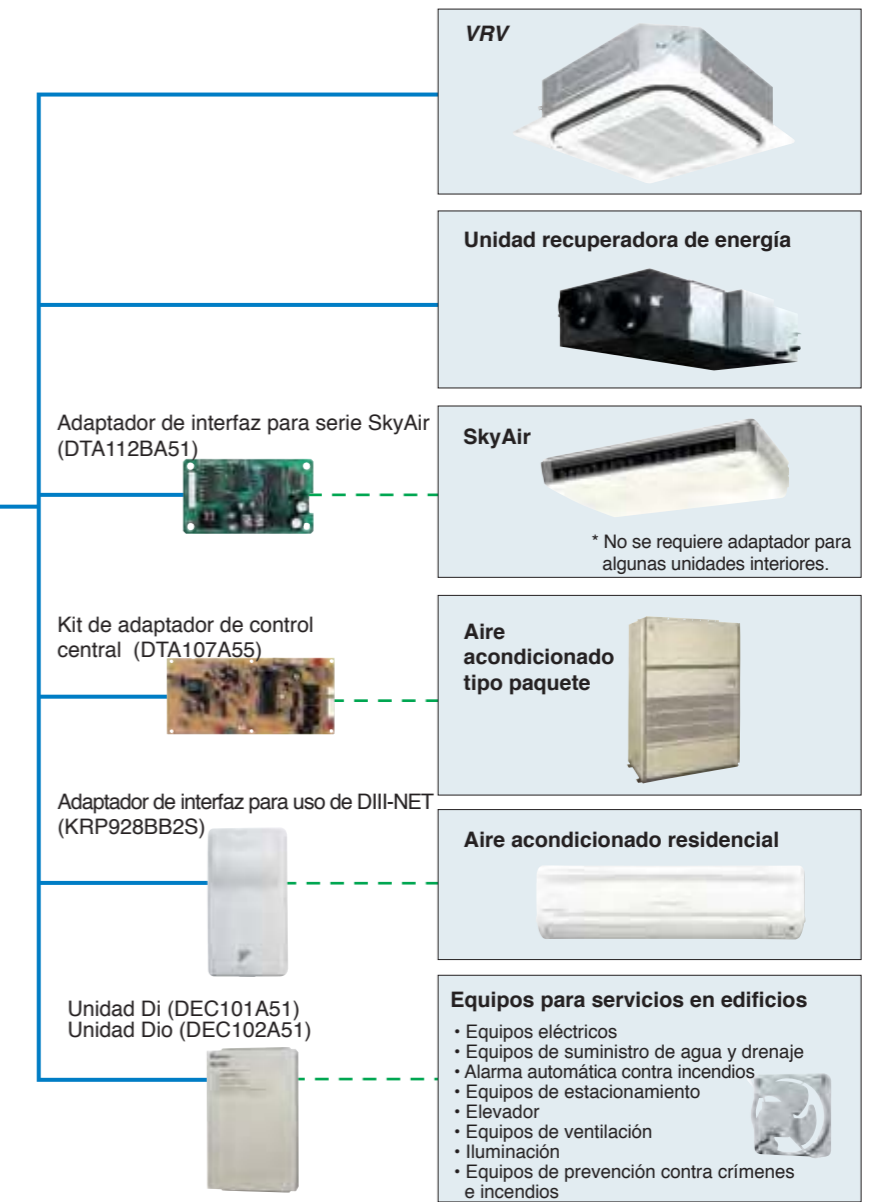 VRV
Unidad recuperadora de energía
Adaptador de interfaz para serie SkyAir
(DTA112BA51)
SkyAir
* No se requiere adaptador para
algunas unidades interiores.
Kit de adaptador de control
central (DTA107A55)
Aire
acondicionado
tipo paquete
Adaptador de interfaz para uso de DIII-NET
(KRP928BB2S)
Aire acondicionado residencial
Unidad Di (DEC101A51)
Unidad Dio (DEC102A51)
Equipos para servicios en edificios
• Equipos eléctricos
• Equipos de suministro de agua y drenaje
• Alarma automática contra incendios
• Equipos de estacionamiento
• Elevador
• Equipos de ventilación
• Iluminación
• Equipos de prevención contra crímenes
e incendios